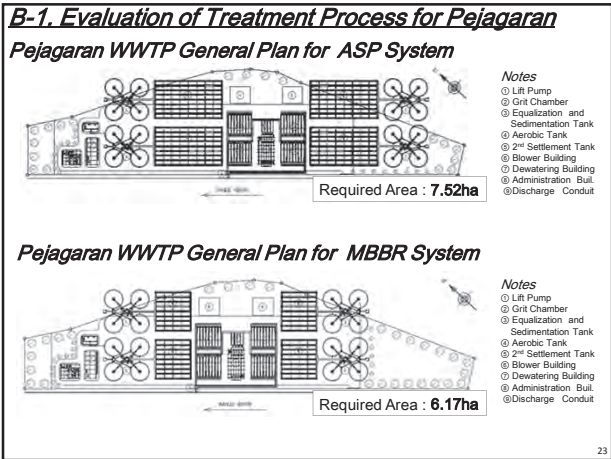 B-1. Evaluation of Treatment Process for Pejagaran
Pejagaran WWTP General Plan for ASP System
Notes
① Lift Pump
② Grit Chamber
③ Equalization and
Sedimentation Tank
④ Aerobic Tank
⑤ 2nd Settlement Tank
⑥ Blower Building
⑦ Dewatering Building
⑧ Administration Buil.
⑨Discharge Conduit
Required Area : 7.52ha
Pejagaran WWTP General Plan for MBBR System
Notes
① Lift Pump
② Grit Chamber
③ Equalization and
Sedimentation Tank
④ Aerobic Tank
⑤ 2nd Settlement Tank
⑥ Blower Building
⑦ Dewatering Building
⑧ Administration Buil.
⑨Discharge Conduit
Required Area : 6.17ha
23